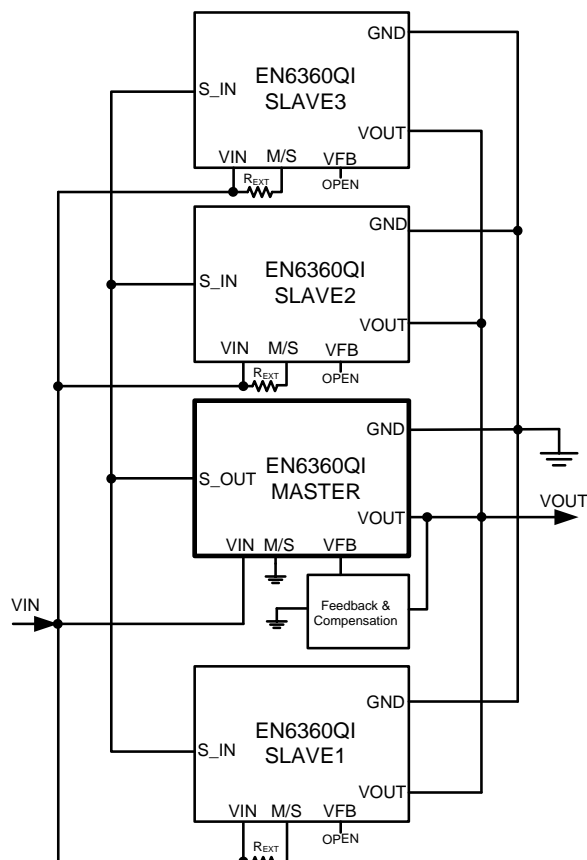 GND
EN6360QI
SLAVE3
S_IN
VOUT
VIN M/S VFB
REXT
OPEN
GND
EN6360QI
SLAVE2
S_IN
VOUT
VIN M/S VFB
REXT
OPEN
GND
EN6360QI
MASTER
S_OUT
VOUT
VOUT
VIN M/S VFB
VIN
Feedback &
Compensation
GND
EN6360QI
SLAVE1
S_IN
VOUT
VIN M/S VFB
OPEN
REXT